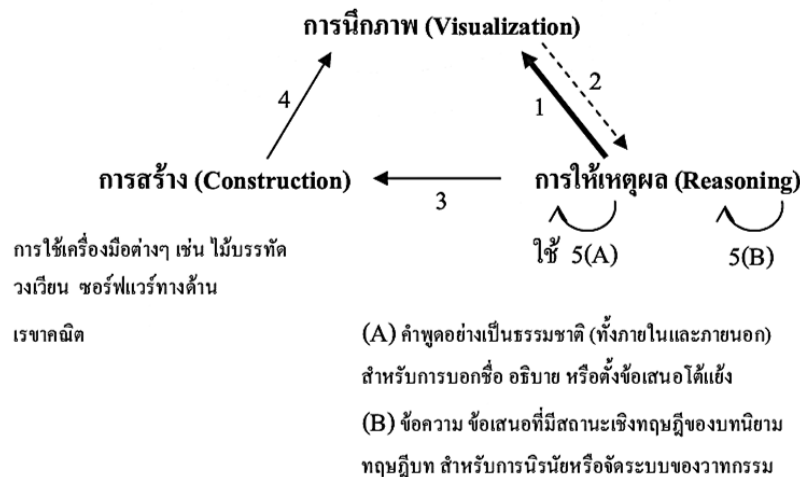 การนึกภาพ (Visualization)
4
1
2
การสร้าง (Construction)
การให้เหตุผล (Reasoning)
3
ใช้ 5(A)
5(B)
การใช้เครื่องมือต่างๆ เช่น ไม้บรรทัด
วงเวียน ซอร์ฟแวร์ทางด้าน
เรขาคณิต
(A) คำพูดอย่างเป็นธรรมชาติ (ทั้งภายในและภายนอก)
สำหรับการบอกชื่อ อธิบาย หรือตั้งข้อเสนอโต้แย้ง
(B) ข้อความ ข้อเสนอที่มีสถานะเชิงทฤษฎีของบทนิยาม
ทฤษฎีบท สำหรับการนิรนัยหรือจัดระบบของวาทกรรม